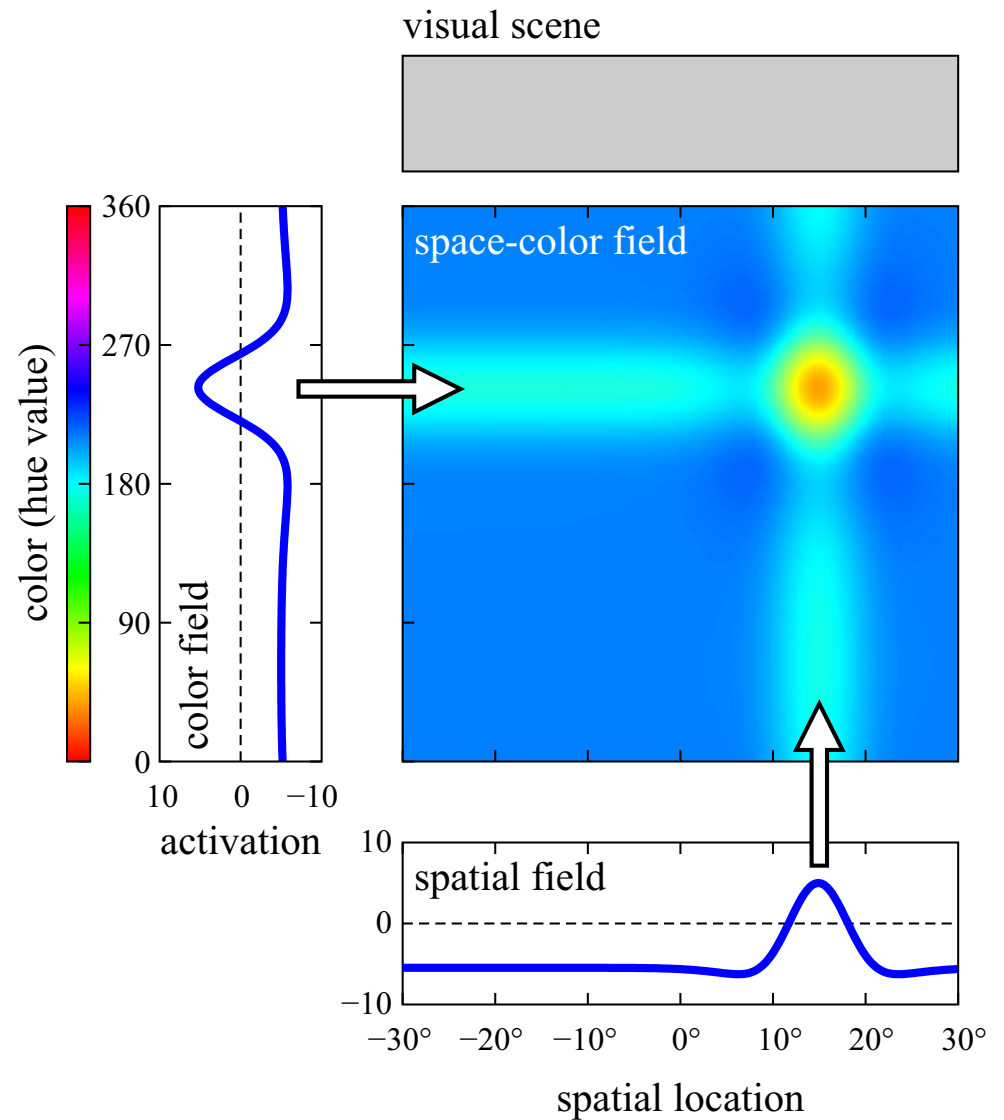 visual scene
360
270
180
90
0
color (hue value)
color field
10 0 −10
activation
space-color field
10
0
−10
spatial field
−30° −20° −10° 0° 10° 20° 30°
spatial location